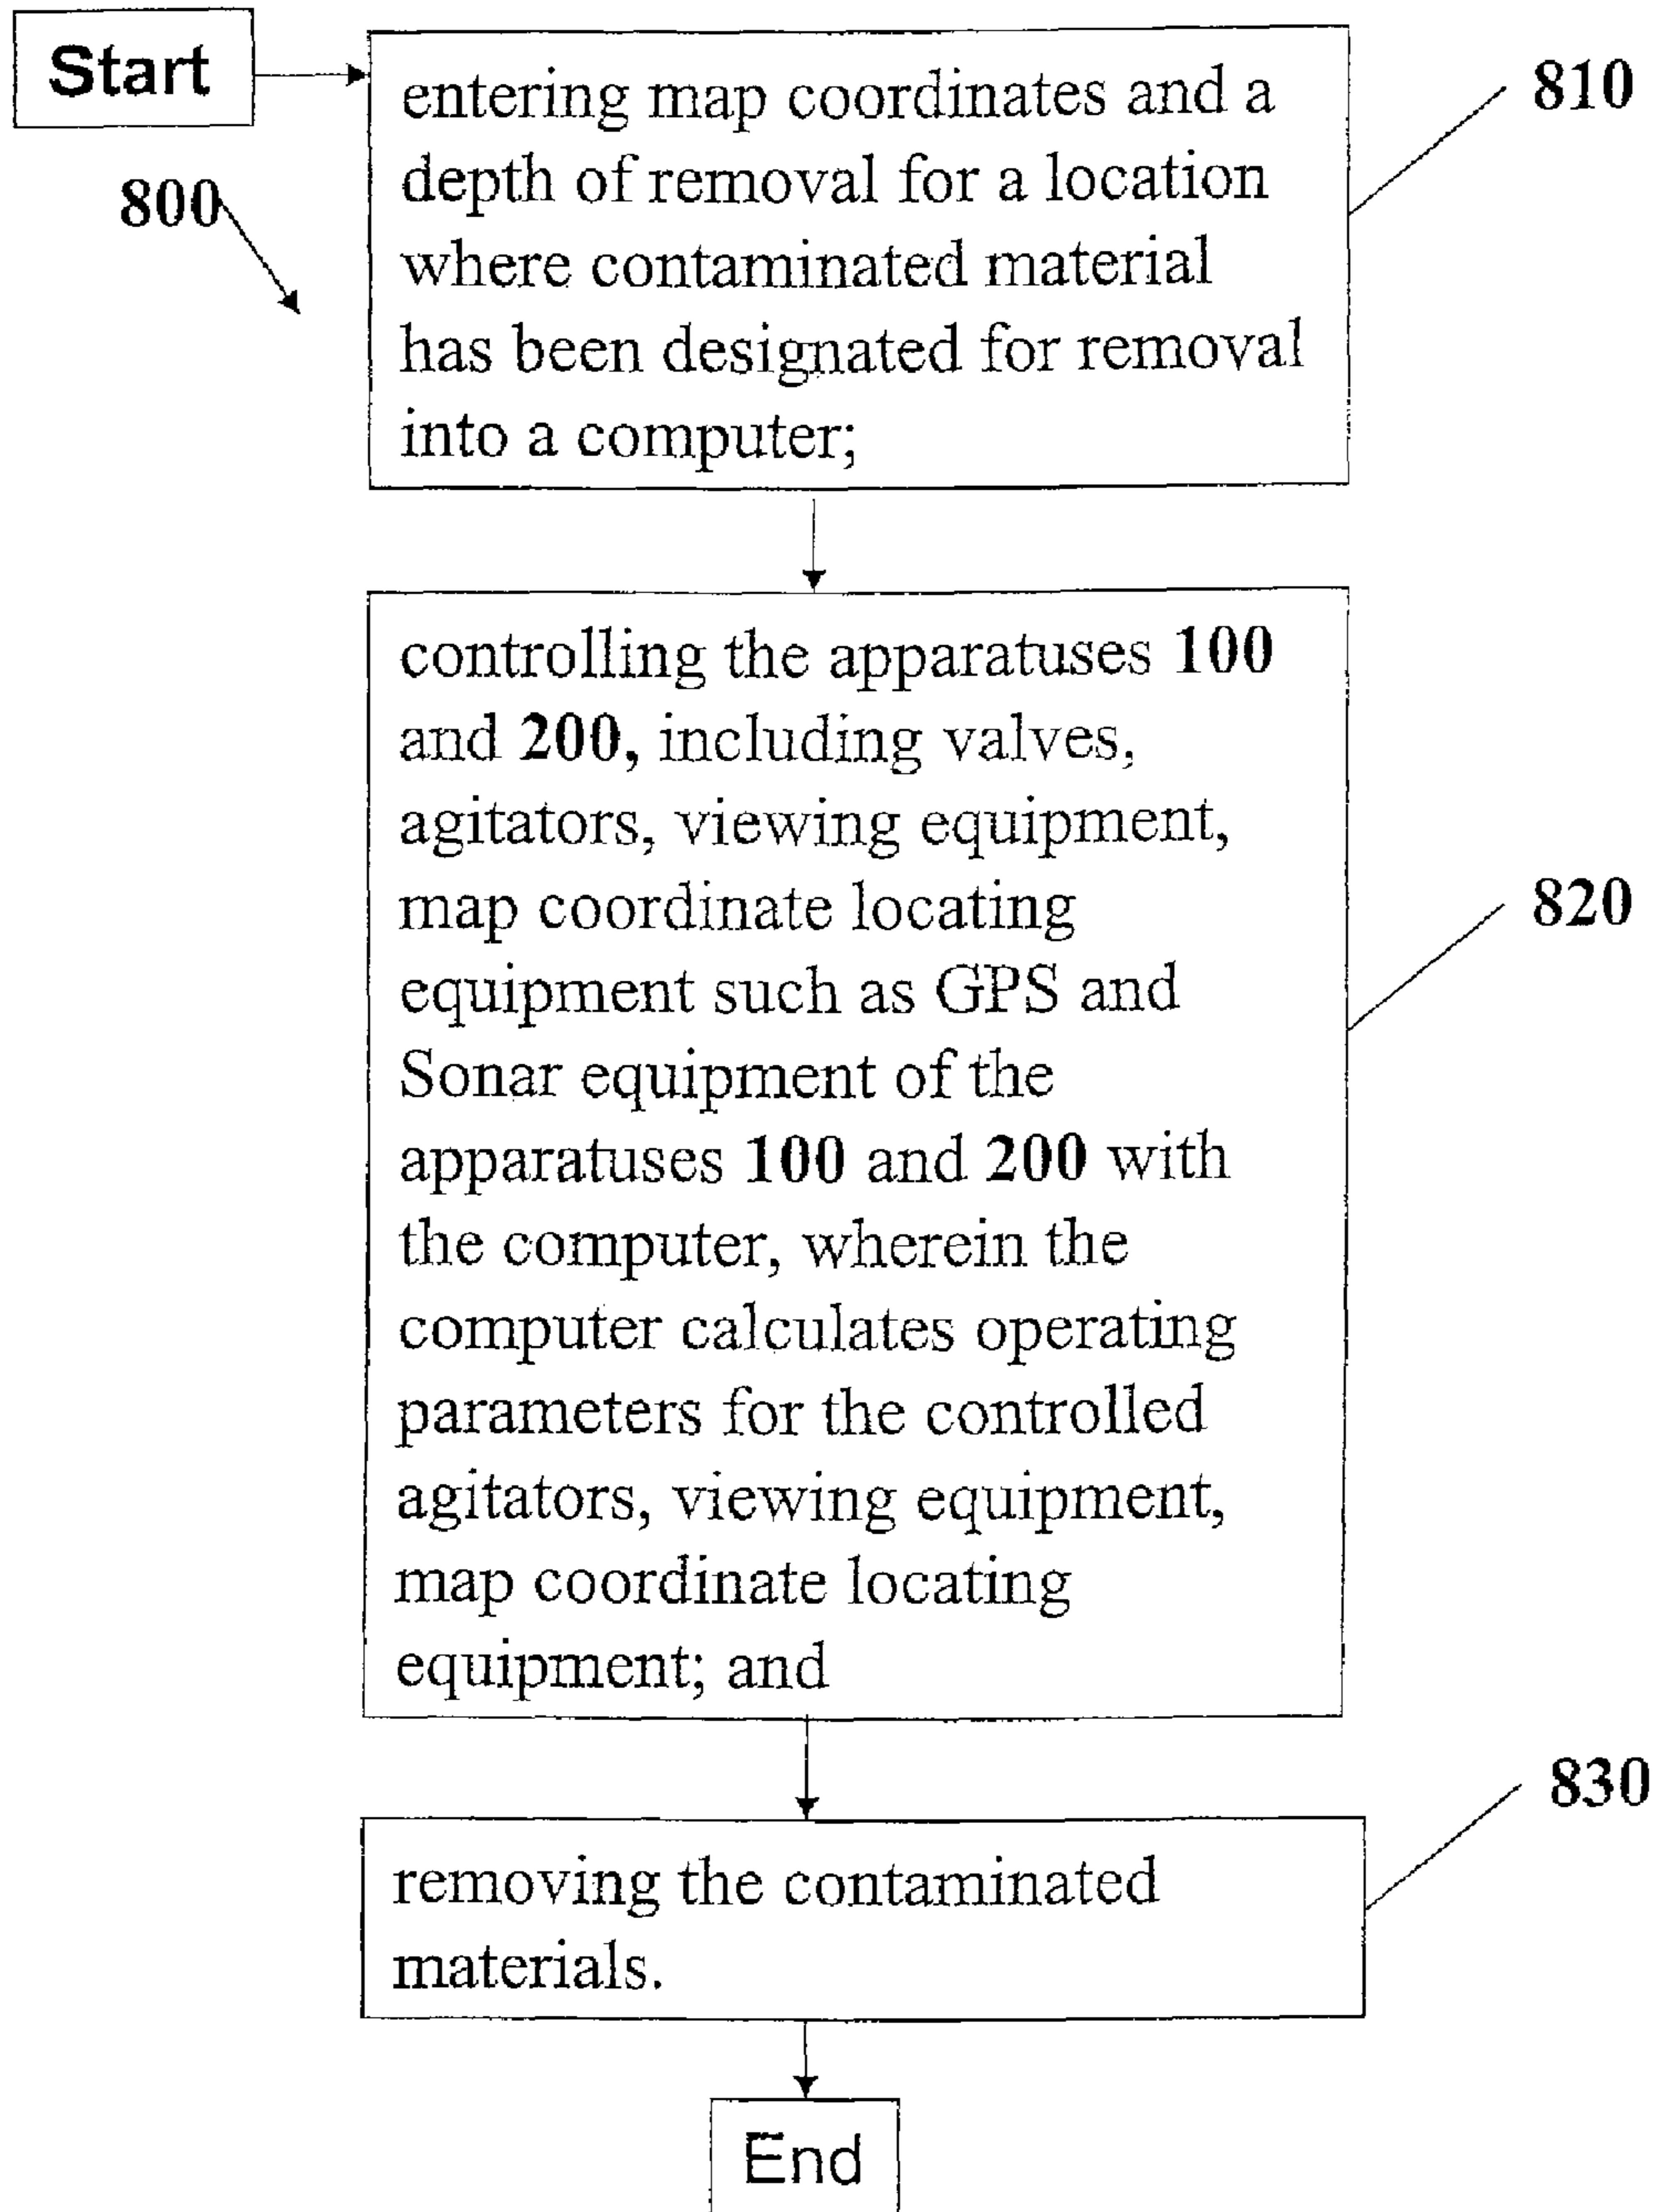 Start
800
entering map coordinates and a
depth of removal for a location
where contaminated material
has been designated for removal
into a computer;
810
controlling the apparatuses 100
and 200, including valves,
agitators, viewing equipment,
map coordinate locating
equipment such as GPS and
Sonar equipment of the
apparatuses 100 and 200 with
the computer, wherein the
computer calculates operating
parameters for the controlled
agitators, viewing equipment,
map coordinate locating
equipment; and
820
removing the contaminated
materials.
830
End